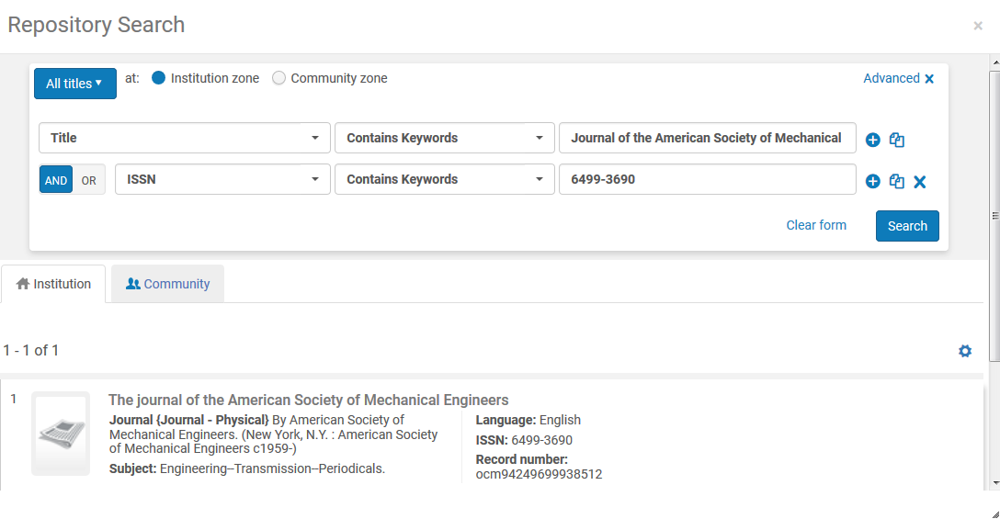 Repository Search
×
All titles at: Institution zone Community zone Advanced
Title Contains Keywords Journal of the American Society of Mechanical
AND OR ISSN Contains Keywords 6499-3690
Clear form Search
Institution Community
1 - 1 of 1
1
The journal of the American Society of Mechanical Engineers
Journal {Journal - Physical} By American Society of
Mechanical Engineers. (New York, N.Y. : American Society
of Mechanical Engineers c1959-)
Subject: Engineering--Transmission--Periodicals.
Language: English
ISSN: 6499-3690
Record number:
ocm94249699938512